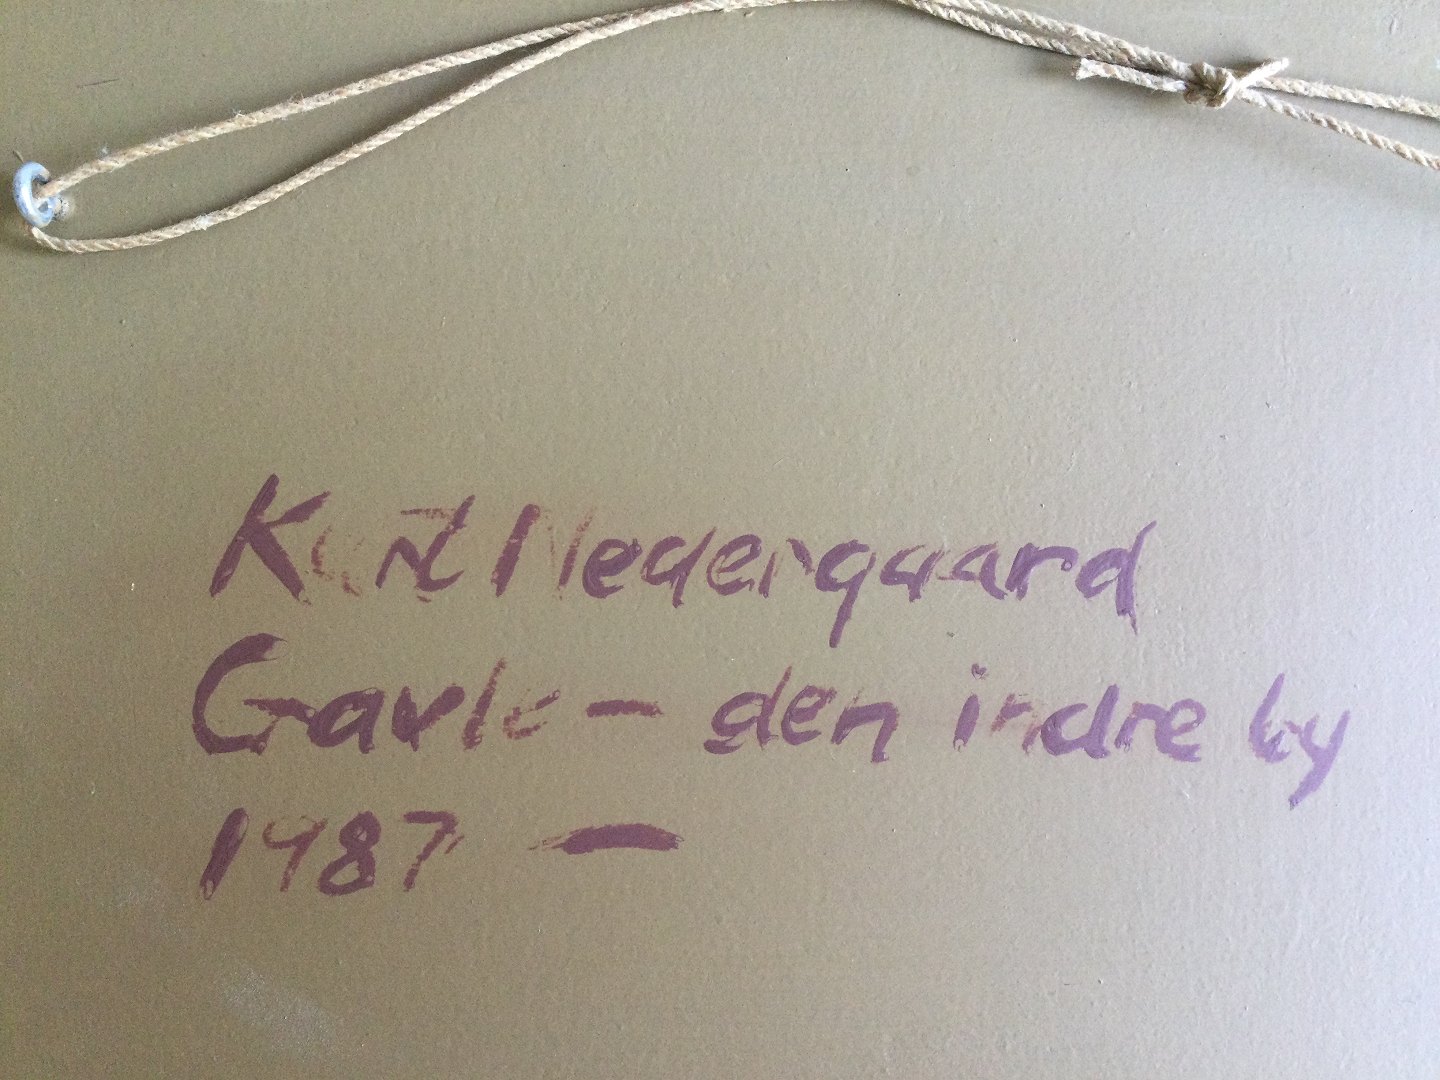 Kurt Nedergaard
Gavle - den indre by
1987 -